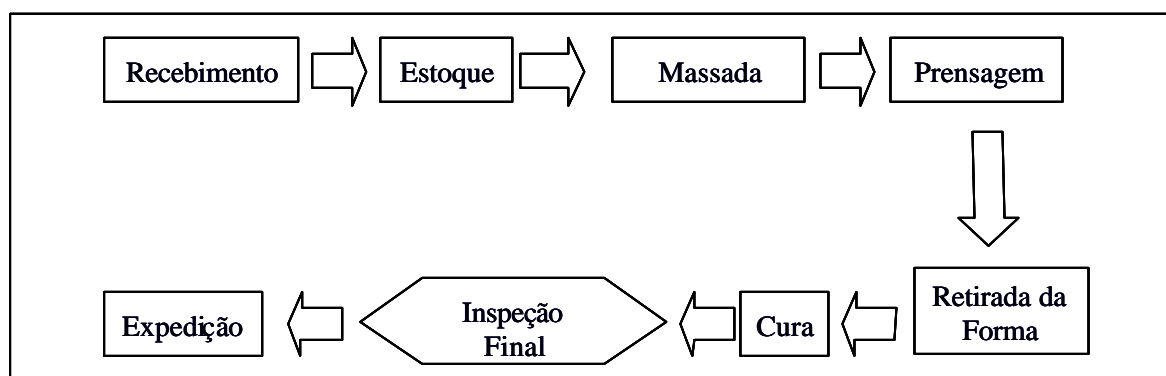 Recebimento
Estoque
Massada
Prensagem
Retirada da
Forma
Cura
Inspeção
Final
Expedição